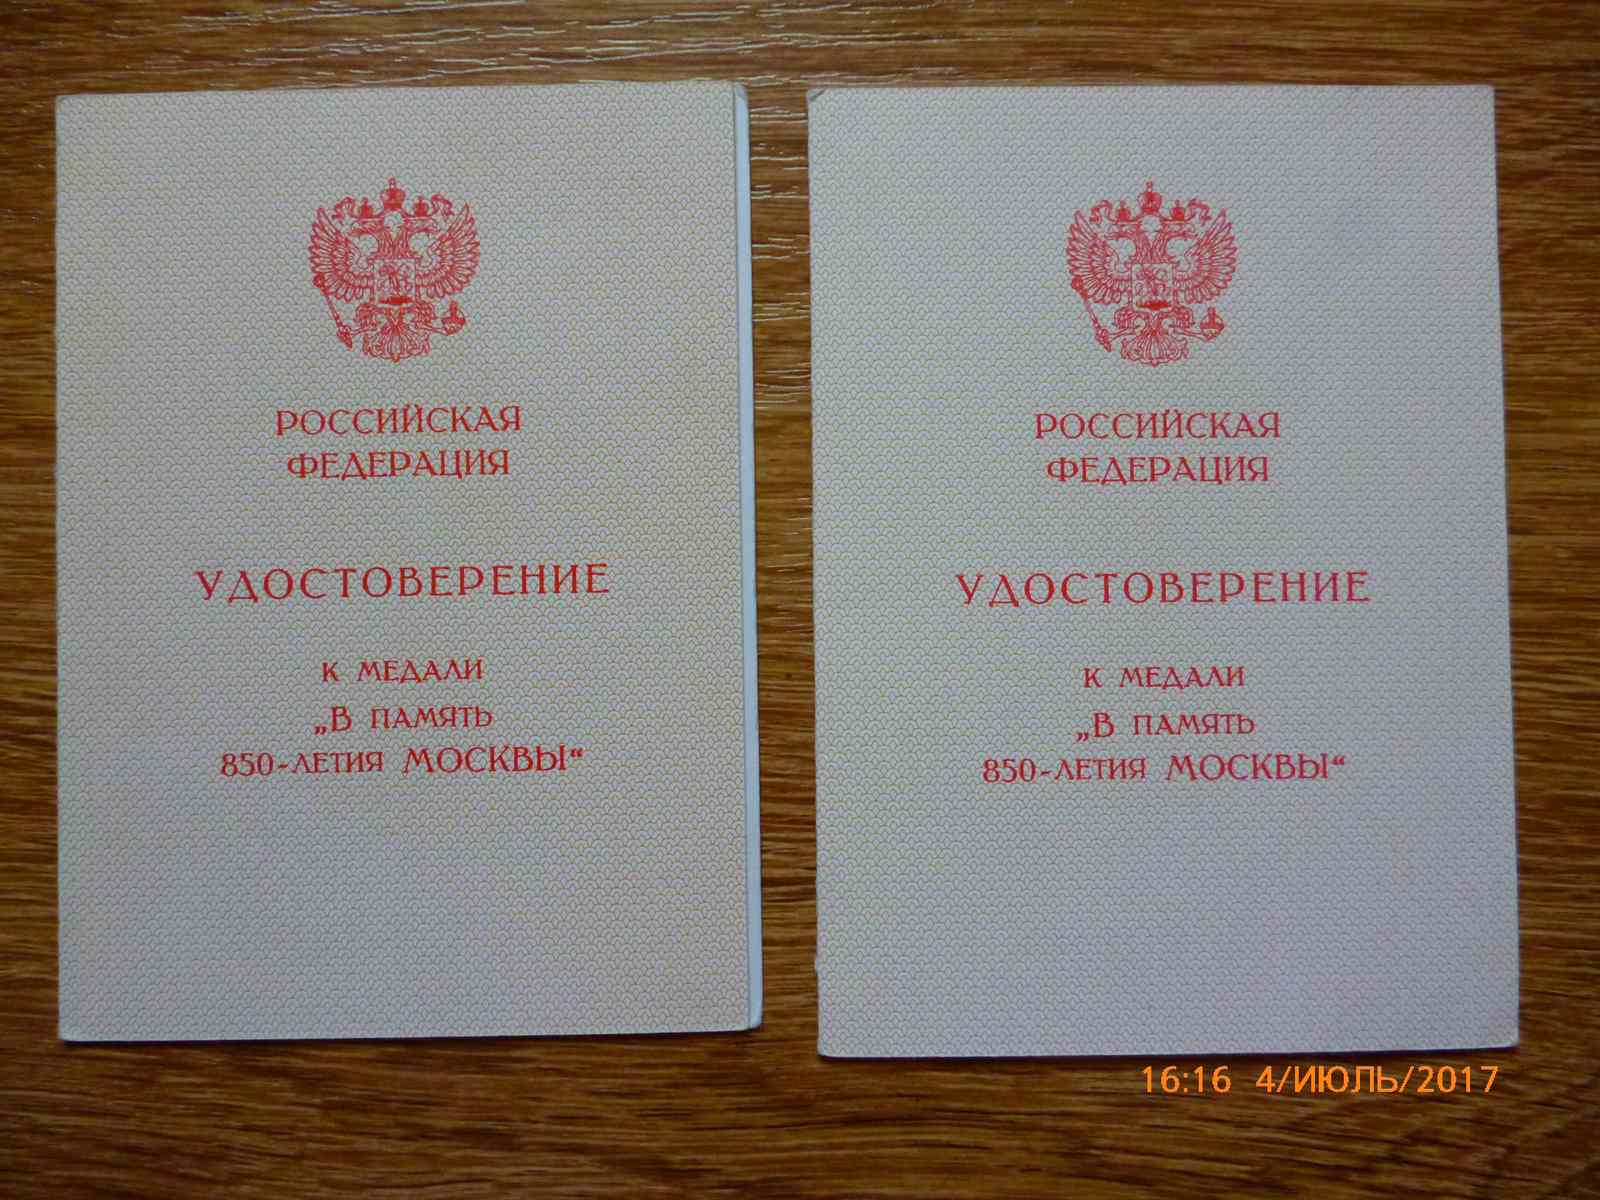 РОССИЙСКАЯ
ФЕДЕРАЦИЯ
УДОСТОВЕРЕНИЕ
К МЕДАЛИ
„В ПАМЯТЬ
850-ЛЕТИЯ МОСКВЫ“
РОССИЙСКАЯ
ФЕДЕРАЦИЯ
УДОСТОВЕРЕНИЕ
К МЕДАЛИ
„В ПАМЯТЬ
850-ЛЕТИЯ МОСКВЫ“
16:16 4/ИЮЛЬ/2017